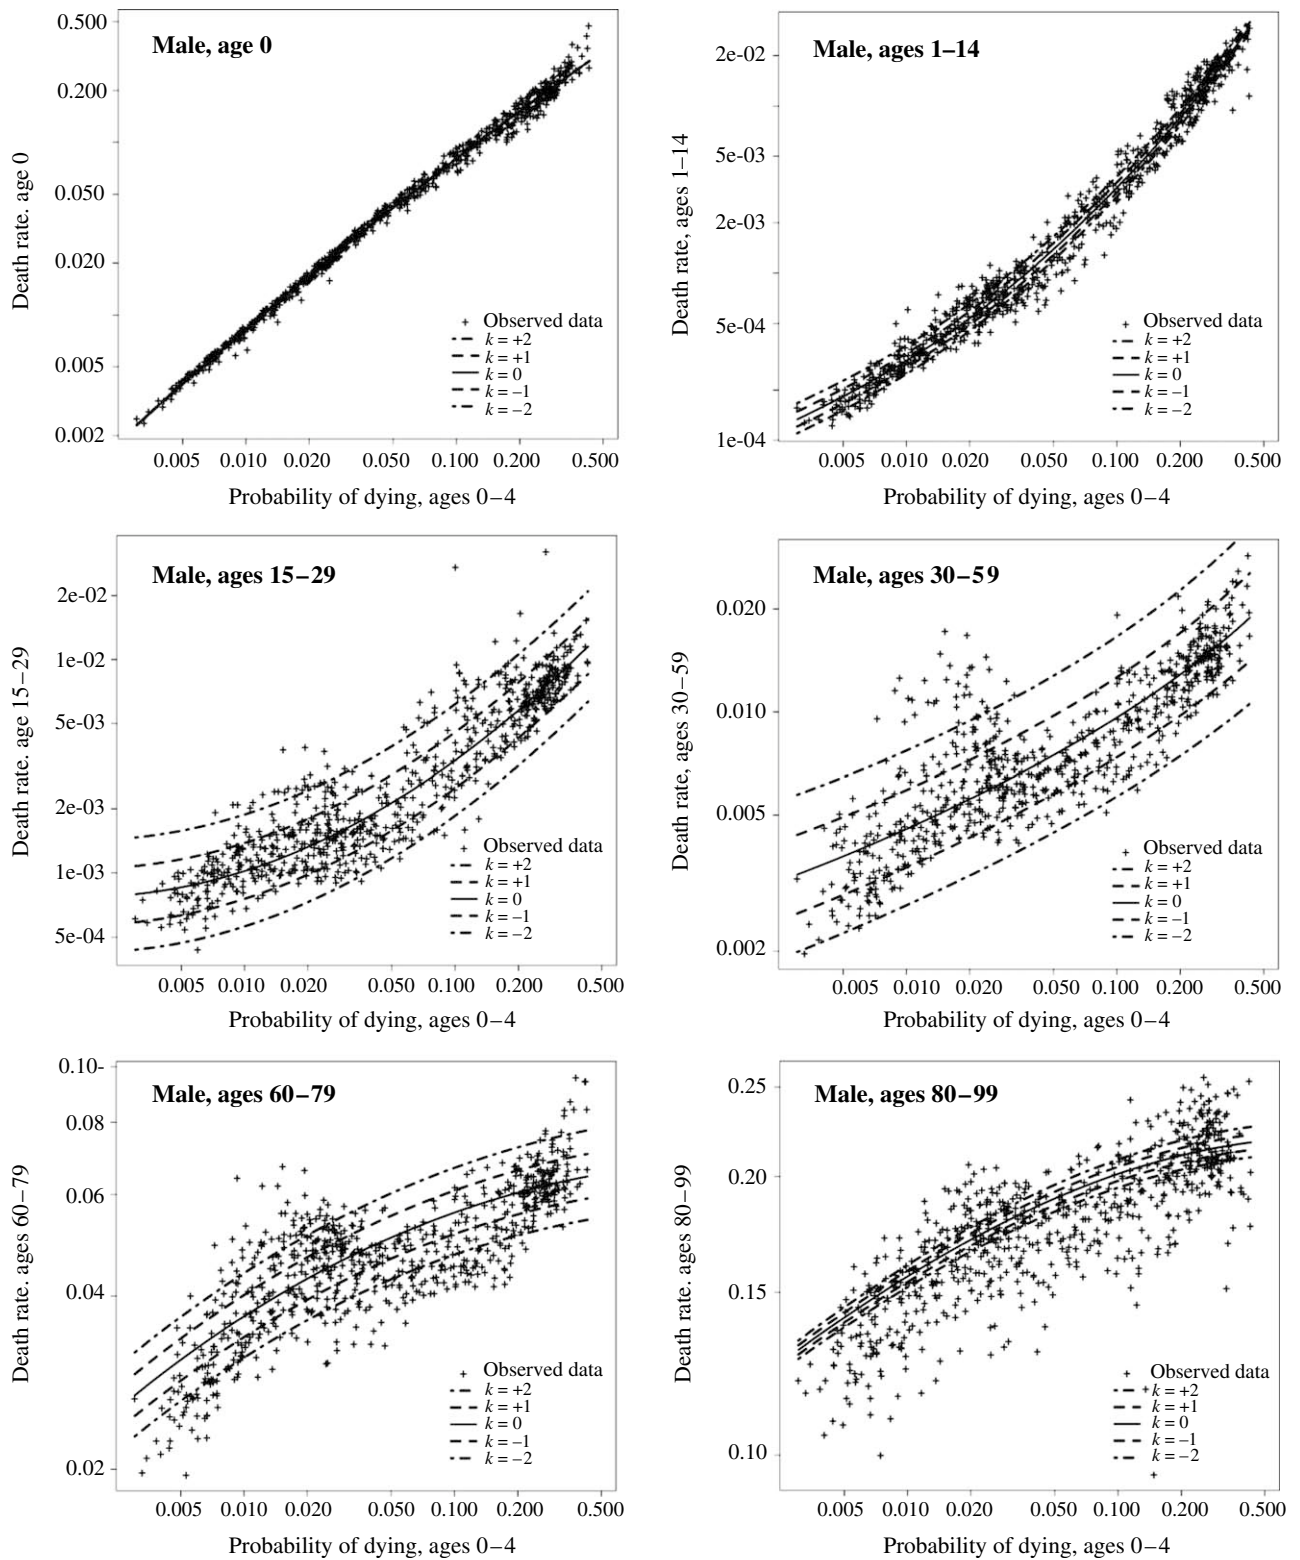 Male, age 0
Death rate. age 0
0.500
0.200
0.050
0.020
0.005
0.002
Observed data
k = +2
k = +1
k = 0
k = –1
k = –2
0.005 0.010 0.020 0.050 0.100 0.200 0.500
Probability of dying, ages 0–4
Male, ages 1–14
Death rate, ages 1–14
2e-02
5e-03
2e-03
5e-04
1e-04
Observed data
k = +2
k = +1
k = 0
k = –1
k = –2
0.005 0.010 0.020 0.050 0.100 0.200 0.500
Probability of dying, ages 0–4
Male, ages 15–29
Death rate. age 15–29
2e-02
1e-02
5e-03
2e-03
1e-03
5e-04
Observed data
k = +2
k = +1
k = 0
k = –1
k = –2
0.005 0.010 0.020 0.050 0.100 0.200 0.500
Probability of dying, ages 0–4
Male, ages 30–59
Death rate, ages 30–59
0.020
0.010
0.005
0.002
Observed data
k = +2
k = +1
k = 0
k = –1
k = –2
0.005 0.010 0.020 0.050 0.100 0.200 0.500
Probability of dying, ages 0–4
Male, ages 60–79
Death rate. ages 60–79
0.10-
0.08
0.06
0.04
0.02
Observed data
k = +2
k = +1
k = 0
k = –1
k = –2
0.005 0.010 0.020 0.050 0.100 0.200 0.500
Probability of dying, ages 0–4
Male, ages 80–99
Death rate. ages 80–99
0.25
0.20
0.15
0.10
Observed data
k = +2
k = +1
k = 0
k = –1
k = –2
0.005 0.010 0.020 0.050 0.100 0.200 0.500
Probability of dying, ages 0–4